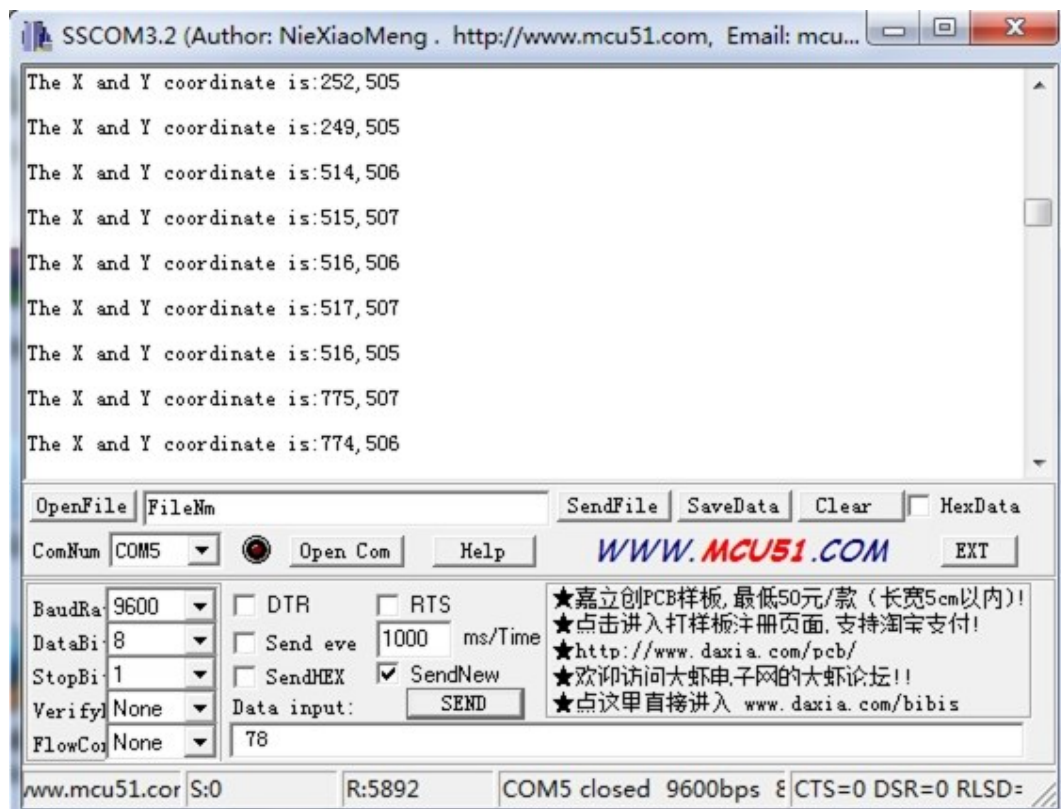 SSCOM3.2 (Author: NieXiaoMeng . http://www.mcu51.com, Email: mcu...
The X and Y coordinate is:252,505
The X and Y coordinate is:249,505
The X and Y coordinate is:514,506
The X and Y coordinate is:515,507
The X and Y coordinate is:516,506
The X and Y coordinate is:517,507
The X and Y coordinate is:516,505
The X and Y coordinate is:775,507
The X and Y coordinate is:774,506
OpenFile FileNm SendFile SaveData Clear HexData
ComNum COM5 Open Com Help WWW.MCU51.COM EXT
BaudRa 9600 DTR RTS
DataBi 8 Send eve 1000 ms/Time
StopBi 1 SendHEX SendNew
Verify None Data input: SEND
FlowCo None 78
★嘉立创PCB样板,最低50元/款（长宽5cm以内)!
★点击进入打样板注册页面,支持淘宝支付!
★http://www.daxia.com/pcb/
★欢迎访问大虾电子网的大虾论坛!!
★点这里直接进入 www.daxia.com/bibis
www.mcu51.cor S:0 R:5892 COM5 closed 9600bps 8 CTS=0 DSR=0 RLSD=